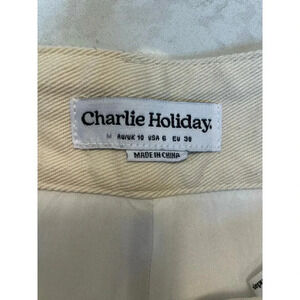 Charlie Holiday.
M AU/UK 10 USA 6 EU 38
MADE IN CHINA